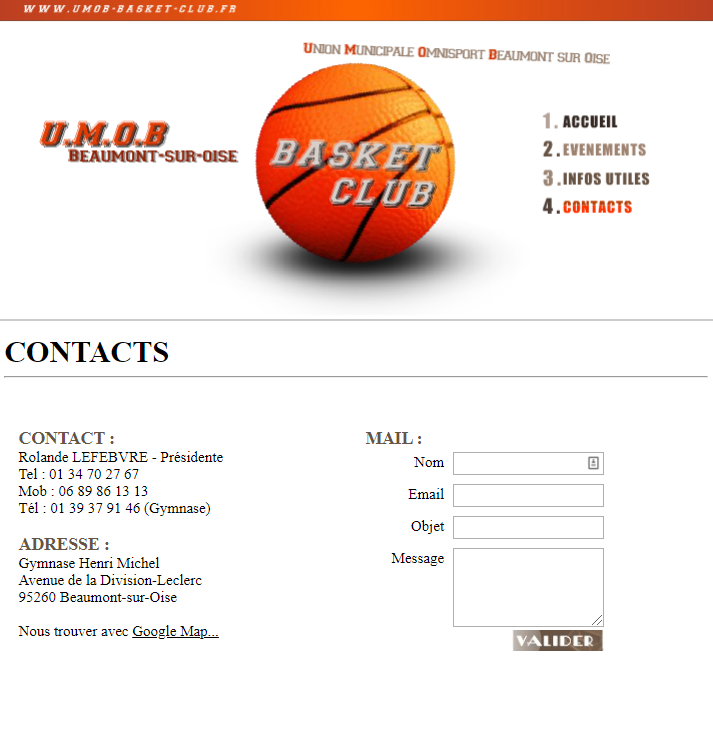 WWW.UMOB-BASKET-CLUB.FR
Union Municipale Omnisport Beaumont sur Oise
U.M.O.B
Beaumont-sur-Oise
BASKET
CLUB
1. ACCUEIL
2. EVENEMENTS
3. INFOS UTILES
4. CONTACTS
CONTACTS
CONTACT :
Rolande LEFEBVRE - Présidente
Tel : 01 34 70 27 67
Mob : 06 89 86 13 13
Tél : 01 39 37 91 46 (Gymnase)
ADRESSE :
Gymnase Henri Michel
Avenue de la Division-Leclerc
95260 Beaumont-sur-Oise
Nous trouver avec Google Map...
MAIL :
Nom
Email
Objet
Message
VALIDER